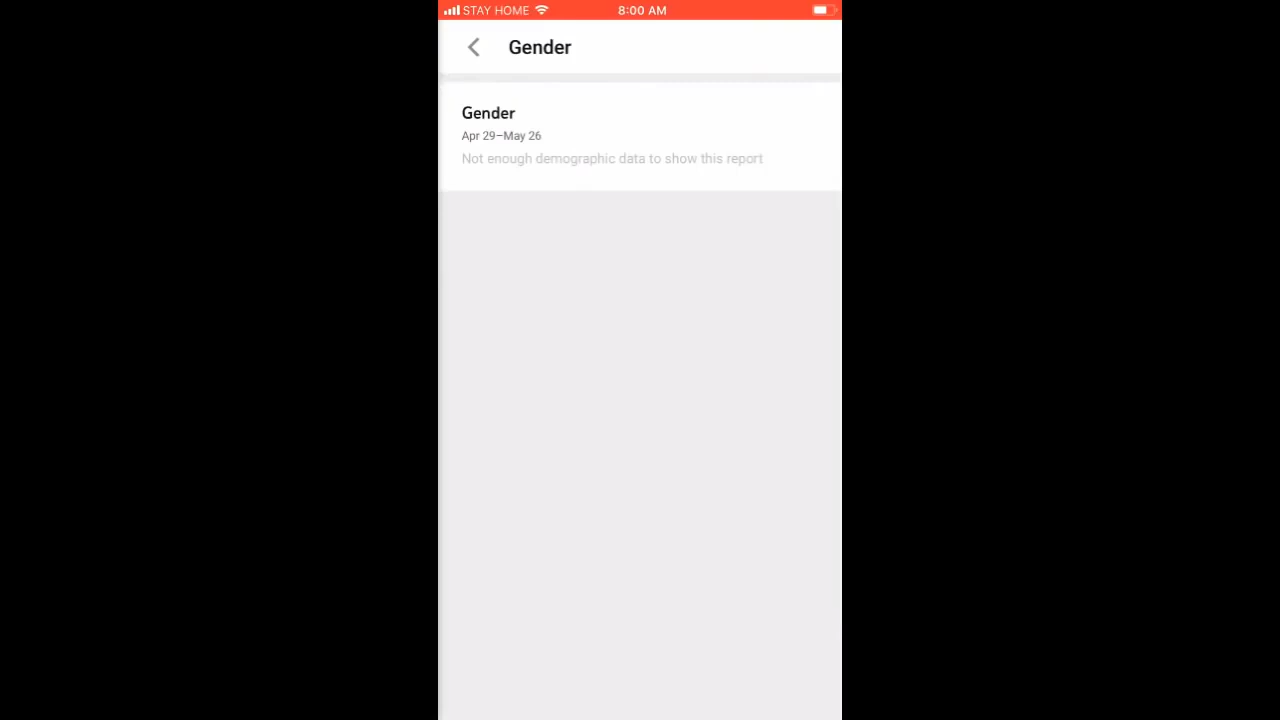 STAY HOME 8:00 AM
Gender
Gender
Apr 29–May 26
Not enough demographic data to show this report